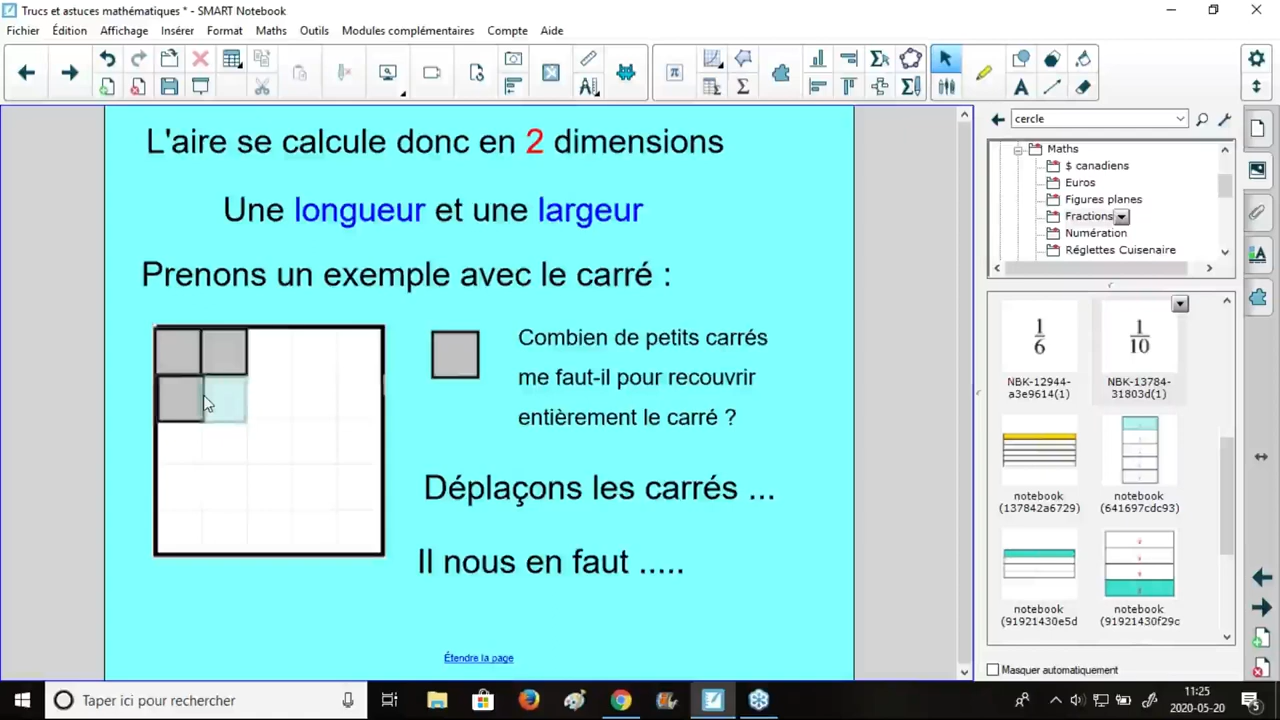 Trucs et astuces mathématiques * - SMART Notebook
Fichier Édition Affichage Insérer Format Maths Outils Modules complémentaires Compte Aide
L'aire se calcule donc en 2 dimensions
Une longueur et une largeur
Prenons un exemple avec le carré :
Combien de petits carrés
me faut-il pour recouvrir
entièrement le carré ?
Déplaçons les carrés ...
Il nous en faut .....
Étendre la page
cercle
Maths
$ canadiens
Euros
Figures planes
Fractions
Numération
Réglettes Cuisenaire
1/6
1/10
NBK-12944-
a3e9614(1)
NBK-13784-
31803d(1)
notebook
(137842a6729)
notebook
(641697cdc93)
notebook
(91921430e5d
notebook
(91921430f29c
Masquer automatiquement
Taper ici pour rechercher
11:25
2020-05-20
5